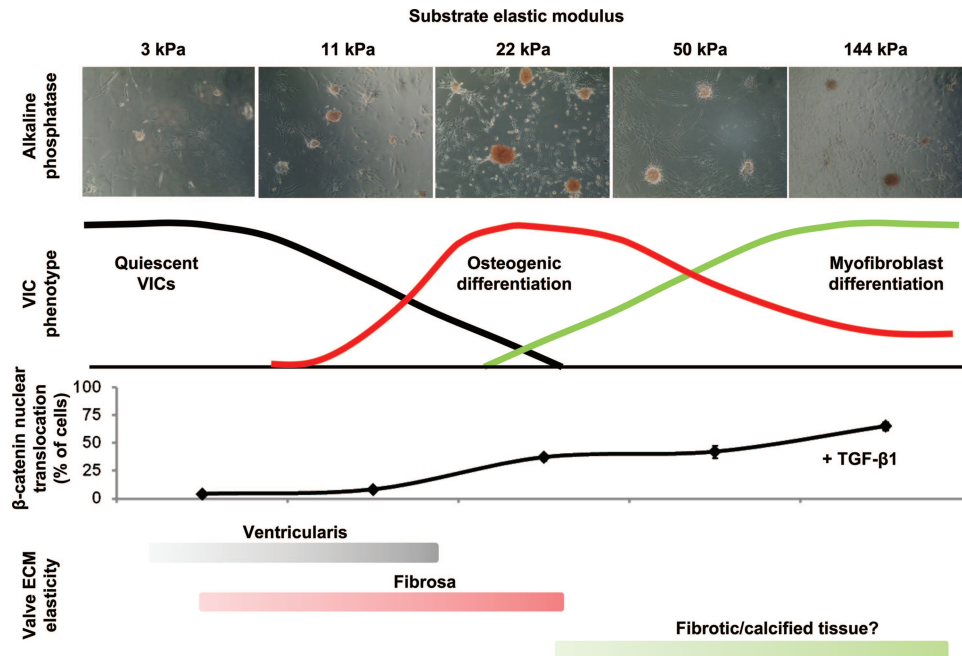 Substrate elastic modulus
3 kPa 11 kPa 22 kPa 50 kPa 144 kPa
Alkaline
phosphatase
VIC
phenotype
Quiescent
VICs
Osteogenic
differentiation
Myofibroblast
differentiation
β-catenin nuclear
translocation
(% of cells)
100
75
50
25
0
+ TGF-β1
Valve ECM
elasticity
Ventricularis
Fibrosa
Fibrotic/calcified tissue?